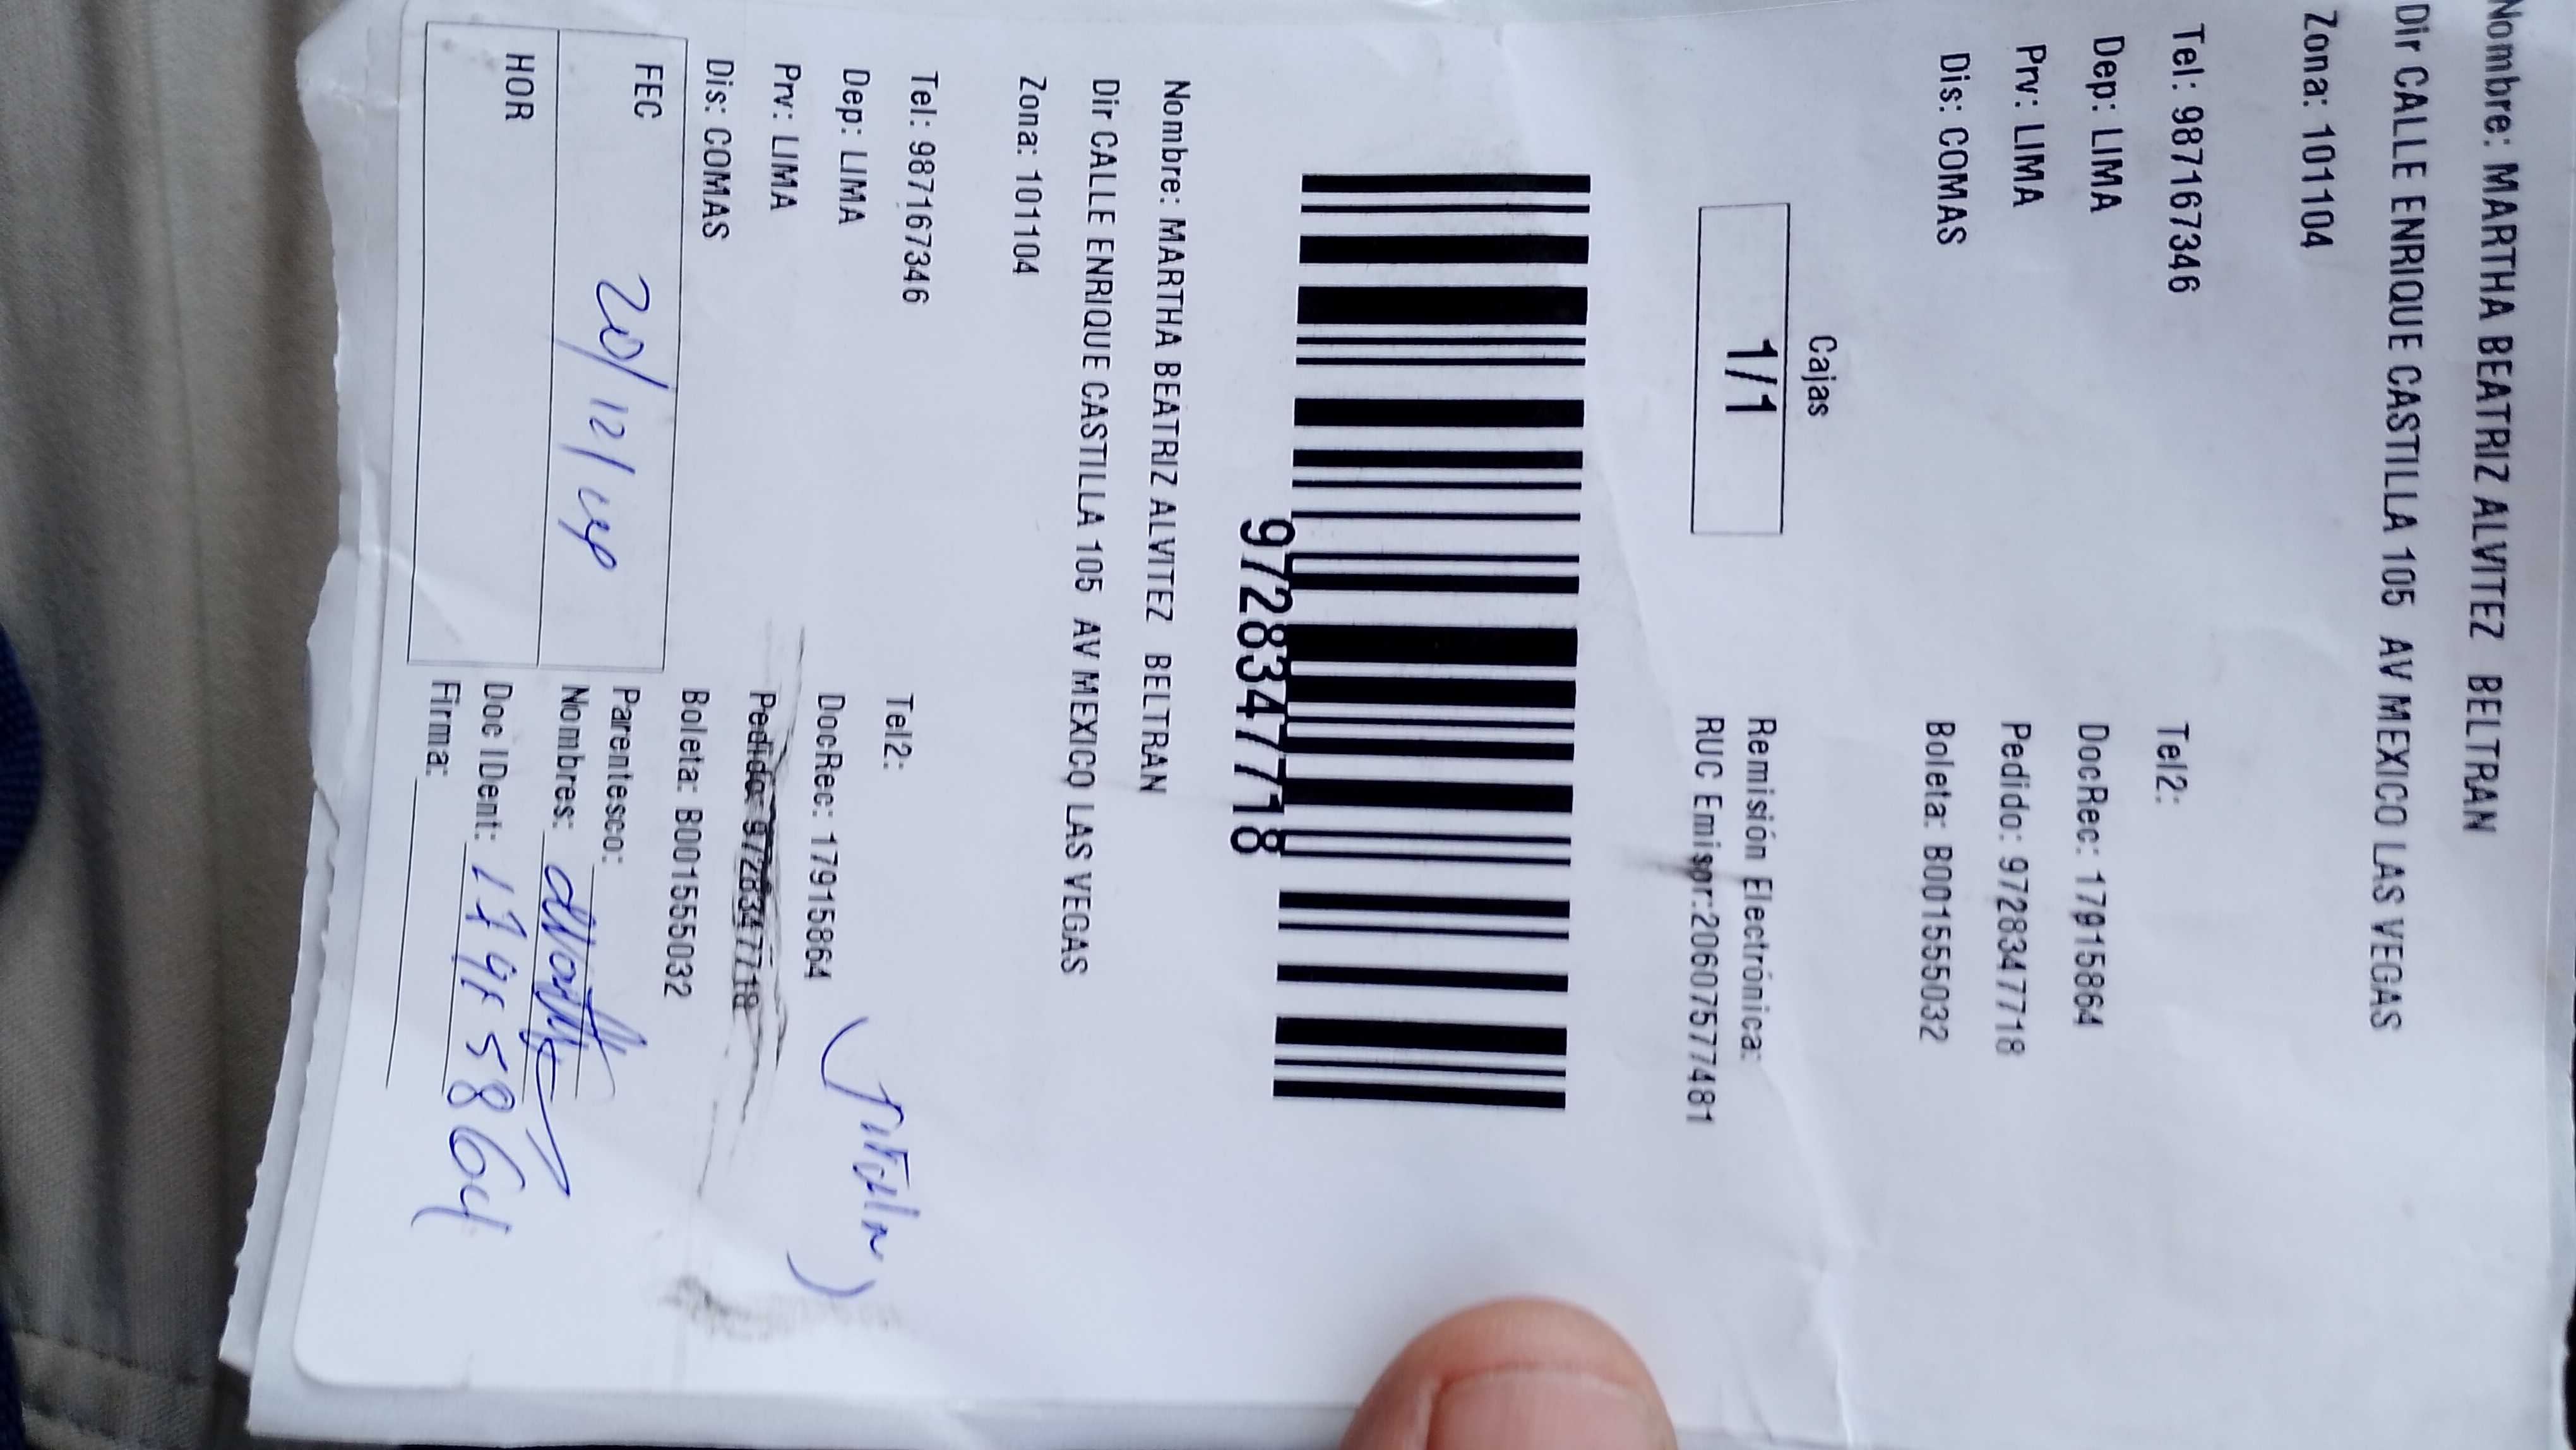 Nombre: MARTHA BEATRIZ ALVITEZ BELTRAN
Dir CALLE ENRIQUE CASTILLA 105 AV MEXICO LAS VEGAS
Zona: 101104
Tel: 987167346 Tel2:
Dep: LIMA DocRec: 17915864
Prv: LIMA Pedido: 9728347718
Dis: COMAS Boleta: B001555032
Cajas
1/1
Remisión Electrónica:
RUC Emisor:20607577481
9728347718
Nombre: MARTHA BEATRIZ ALVITEZ BELTRAN
Dir CALLE ENRIQUE CASTILLA 105 AV MEXICO LAS VEGAS
Zona: 101104
Tel: 987167346 Tel2:
Dep: LIMA DocRec: 17915864
Prv: LIMA Pedido: 9728347718
Dis: COMAS Boleta: B001555032
FEC 20/12/24
HOR
Parentesco:
Nombres:
Doc IDent: 17915864
Firma: